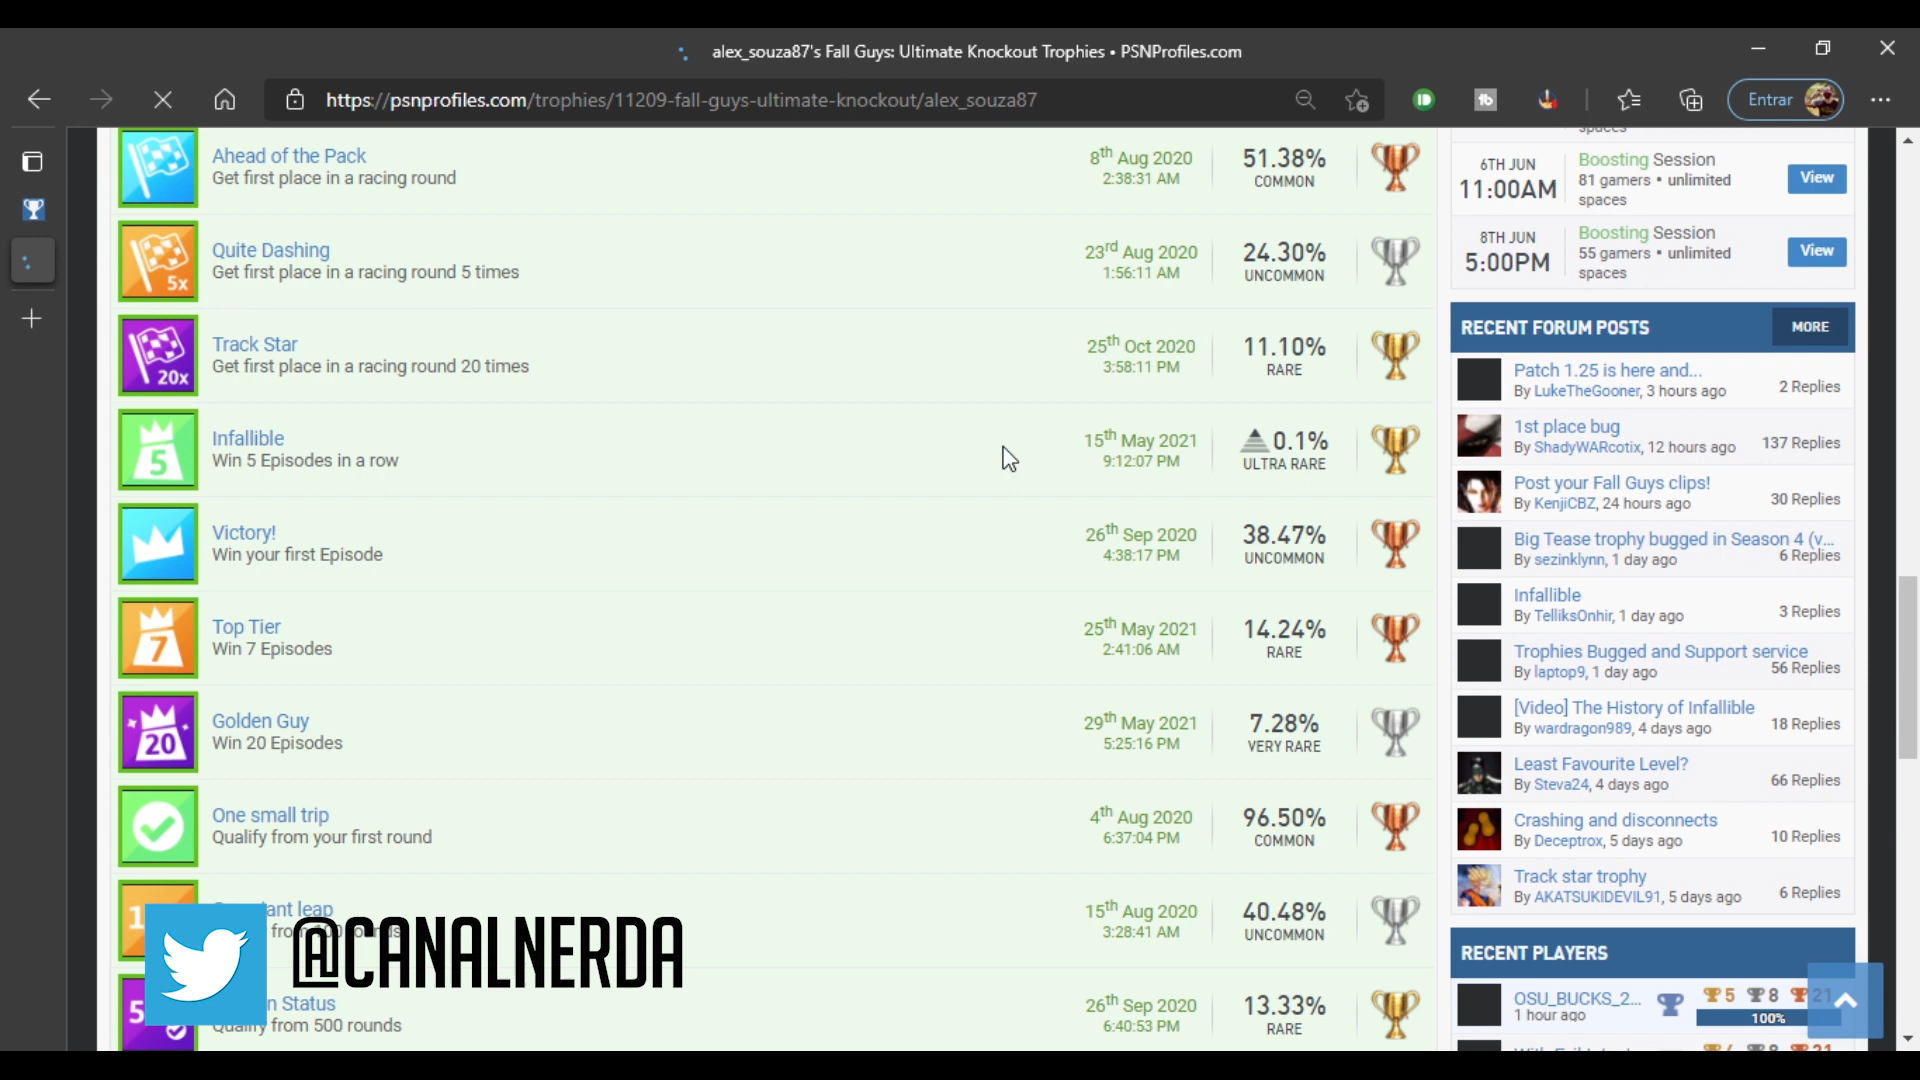 alex_souza87's Fall Guys: Ultimate Knockout Trophies • PSNProfiles.com
https://psnprofiles.com/trophies/11209-fall-guys-ultimate-knockout/alex_souza87
Entrar
Ahead of the Pack
Get first place in a racing round
8th Aug 2020
2:38:31 AM
51.38%
COMMON
5x
Quite Dashing
Get first place in a racing round 5 times
23rd Aug 2020
1:56:11 AM
24.30%
UNCOMMON
20x
Track Star
Get first place in a racing round 20 times
25th Oct 2020
3:58:11 PM
11.10%
RARE
5
Infallible
Win 5 Episodes in a row
15th May 2021
9:12:07 PM
0.1%
ULTRA RARE
Victory!
Win your first Episode
26th Sep 2020
4:38:17 PM
38.47%
UNCOMMON
7
Top Tier
Win 7 Episodes
25th May 2021
2:41:06 AM
14.24%
RARE
20
Golden Guy
Win 20 Episodes
29th May 2021
5:25:16 PM
7.28%
VERY RARE
One small trip
Qualify from your first round
4th Aug 2020
6:37:04 PM
96.50%
COMMON
leap
15th Aug 2020
3:28:41 AM
40.48%
UNCOMMON
@CANALNERDA
Status
Qualify from 500 rounds
26th Sep 2020
6:40:53 PM
13.33%
RARE
spaces
6TH JUN
11:00AM
Boosting Session
81 gamers • unlimited
spaces
View
8TH JUN
5:00PM
Boosting Session
55 gamers • unlimited
spaces
View
RECENT FORUM POSTS
MORE
Patch 1.25 is here and...
By LukeTheGooner, 3 hours ago
2 Replies
1st place bug
By ShadyWARcotix, 12 hours ago
137 Replies
Post your Fall Guys clips!
By KenjiCBZ, 24 hours ago
30 Replies
Big Tease trophy bugged in Season 4 (v...
By sezinklynn, 1 day ago
6 Replies
Infallible
By TelliksOnhir, 1 day ago
3 Replies
Trophies Bugged and Support service
By laptop9, 1 day ago
56 Replies
[Video] The History of Infallible
By wardragon989, 4 days ago
18 Replies
Least Favourite Level?
By Steva24, 4 days ago
66 Replies
Crashing and disconnects
By Deceptrox, 5 days ago
10 Replies
Track star trophy
By AKATSUKIDEVIL91, 5 days ago
6 Replies
RECENT PLAYERS
OSU_BUCKS_2...
1 hour ago
5 8 21
100%